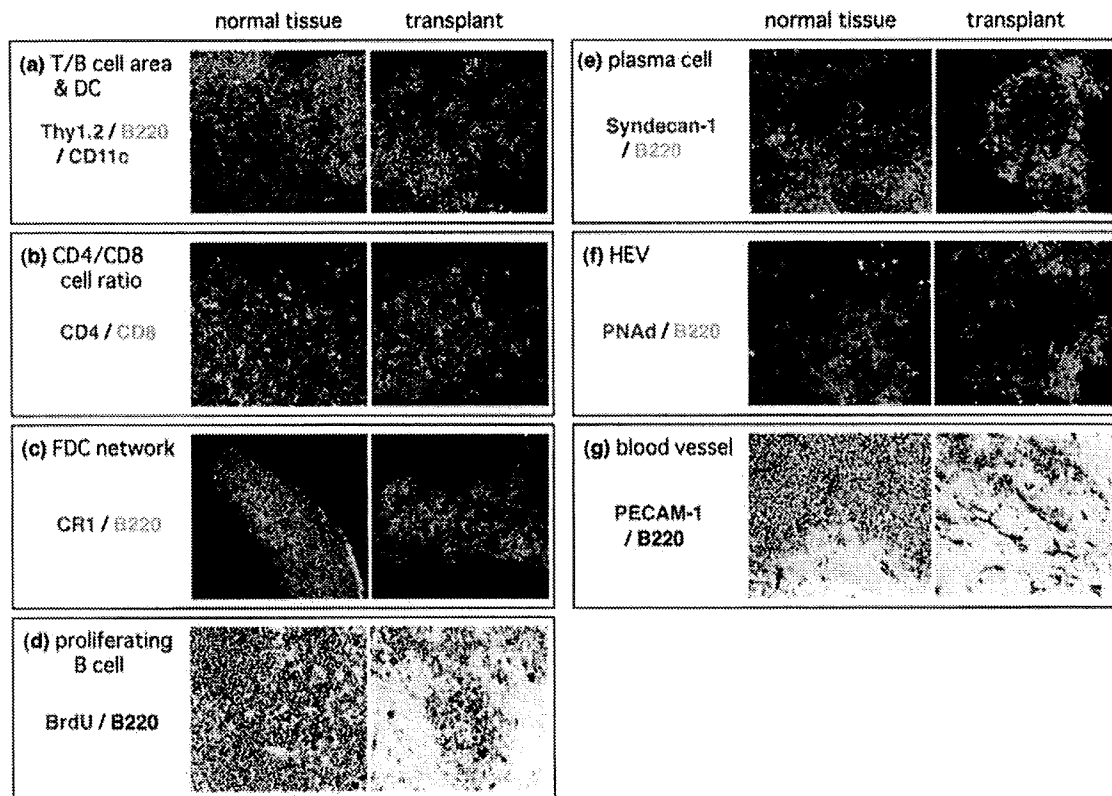 normal tissue transplant
(a) T/B cell area
& DC
Thy1.2 / B220
/ CD11c
(b) CD4/CD8
cell ratio
CD4 / CD8
(c) FDC network
CR1 / B220
(d) proliferating
B cell
BrdU / B220
normal tissue transplant
(e) plasma cell
Syndecan-1
/ B220
(f) HEV
PNAd / B220
(g) blood vessel
PECAM-1
/ B220